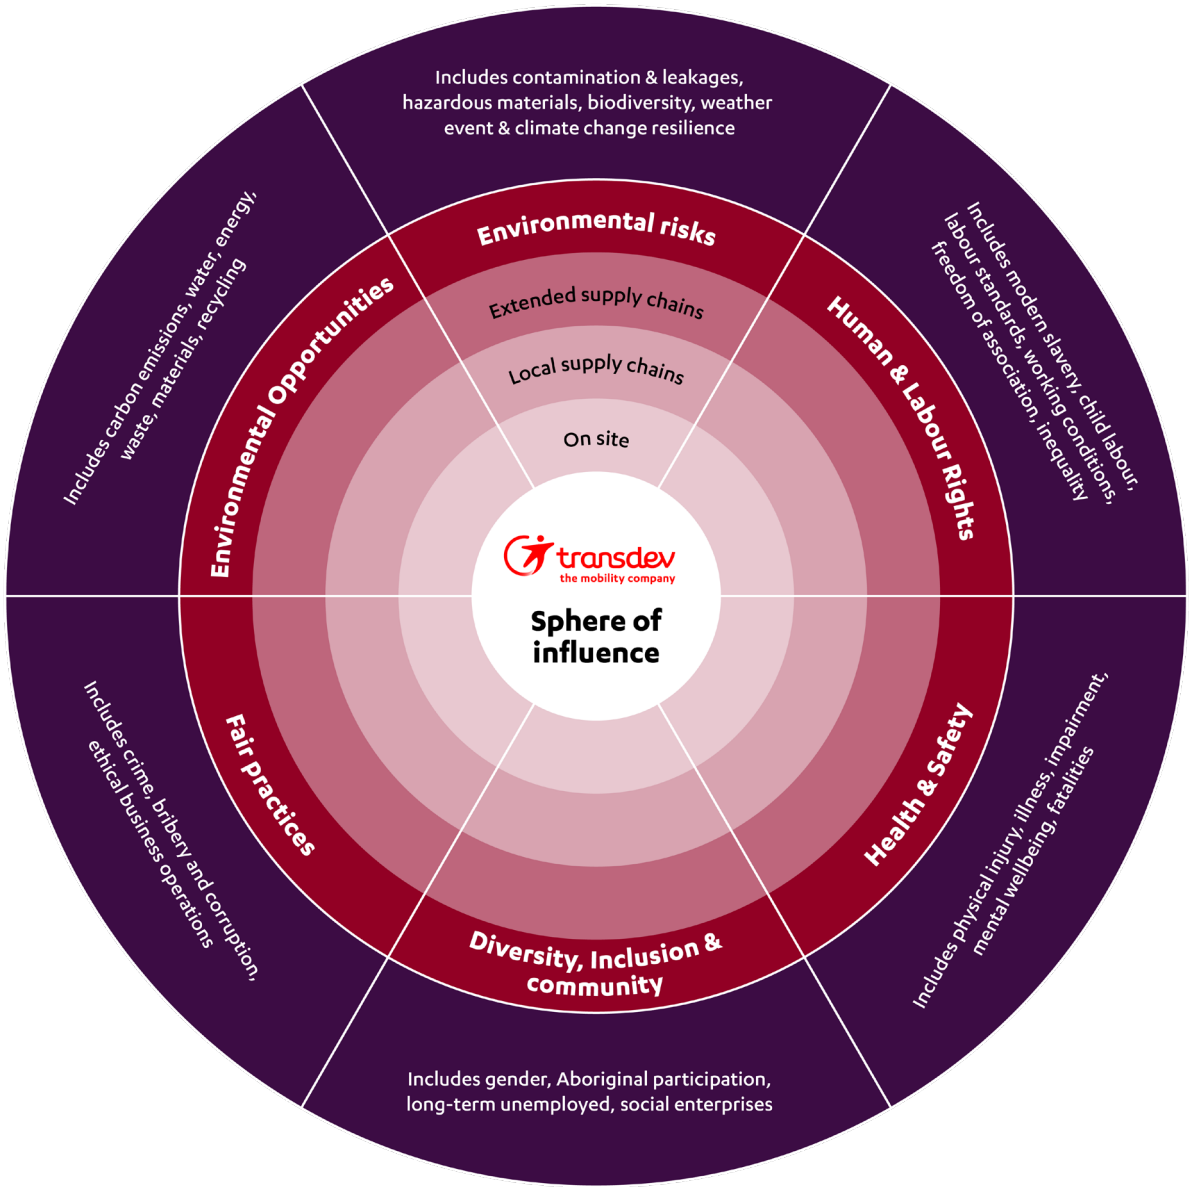 Includes contamination & leakages,
hazardous materials, biodiversity, weather
event & climate change resilience
Environmental risks
Extended supply chains
Local supply chains
On site
Includes modern slavery, child labour,
labour standards, working conditions,
freedom of association, inequality
Human & Labour Rights
Includes physical injury, illness, impairment,
mental wellbeing, fatalities
Health & Safety
Diversity, Inclusion &
community
Includes gender, Aboriginal participation,
long-term unemployed, social enterprises
Fair practices
Includes crime, bribery and corruption,
ethical business operations
Environmental Opportunities
Includes carbon emissions, water, energy,
waste, materials, recycling
transdev
the mobility company
Sphere of
influence